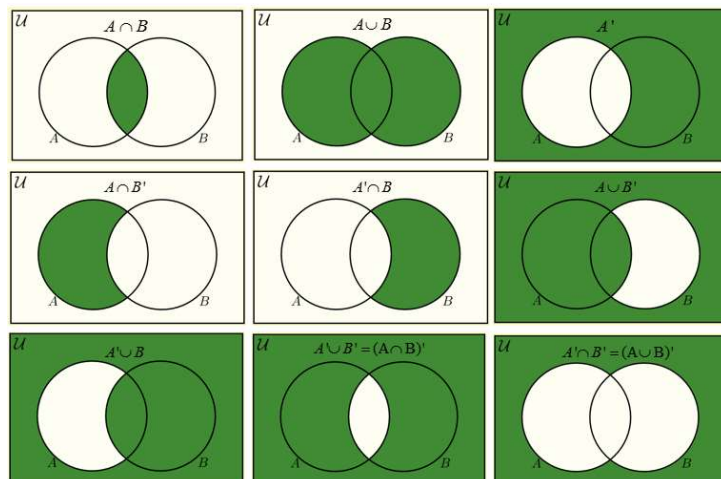 𝒰
A ∩ B
A B
𝒰
A ∪ B
A B
𝒰
A'
A B
𝒰
A ∩ B'
A B
𝒰
A' ∩ B
A B
𝒰
A ∪ B'
A B
𝒰
A' ∪ B
A B
𝒰
A' ∪ B' = (A ∩ B)'
A B
𝒰
A' ∩ B' = (A ∪ B)'
A B